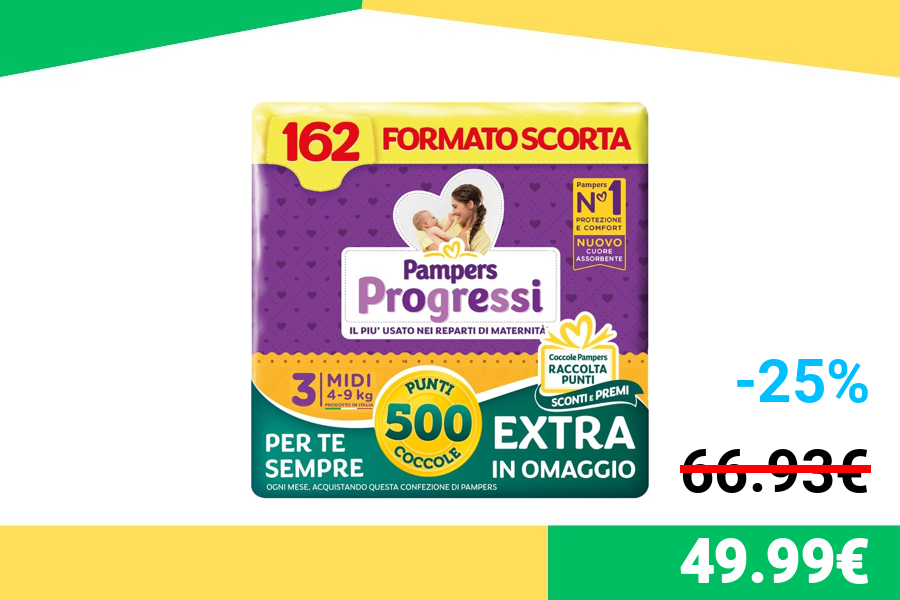 162 FORMATO SCORTA
Pampers
N°1
PROTEZIONE
E COMFORT
NUOVO
CUORE
ASSORBENTE
Pampers
Progressi
IL PIU' USATO NEI REPARTI DI MATERNITÀ
Coccole Pampers
RACCOLTA
PUNTI
SCONTI E PREMI
3 MIDI
4-9 kg
PRODOTTO IN ITALIA
PUNTI
500
COCCOLE
PER TE
SEMPRE
EXTRA
IN OMAGGIO
OGNI MESE, ACQUISTANDO QUESTA CONFEZIONE DI PAMPERS
-25%
66.93€
49.99€